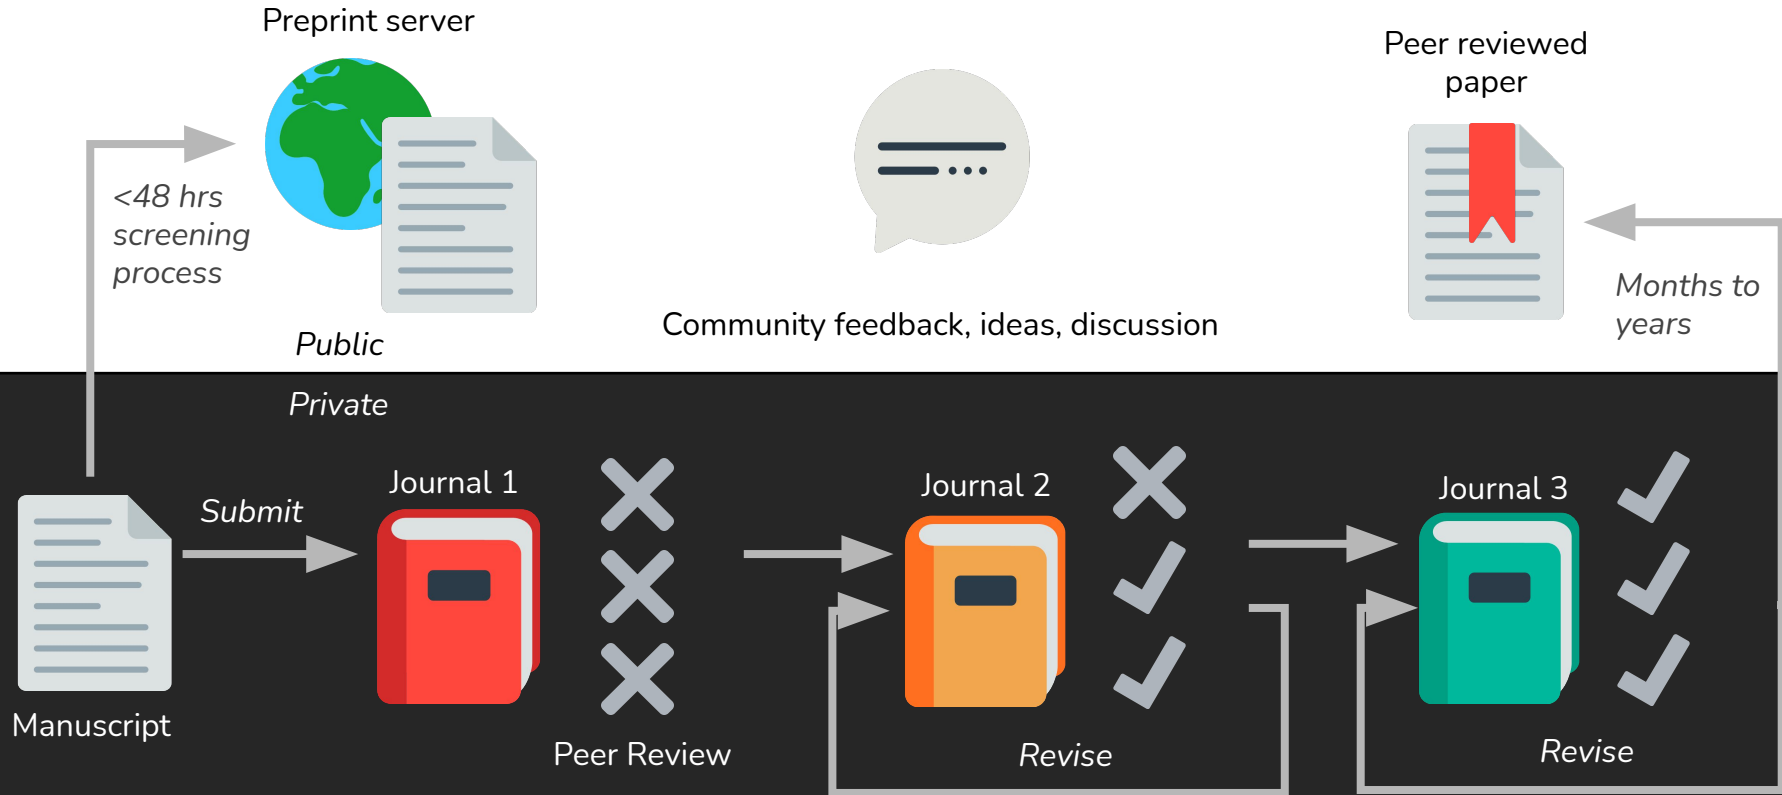 Preprint server
Peer reviewed
paper
<48 hrs
screening
process
Months to
years
Community feedback, ideas, discussion
Public
Private
Journal 1
Journal 2
Journal 3
Submit
Manuscript
Peer Review
Revise
Revise